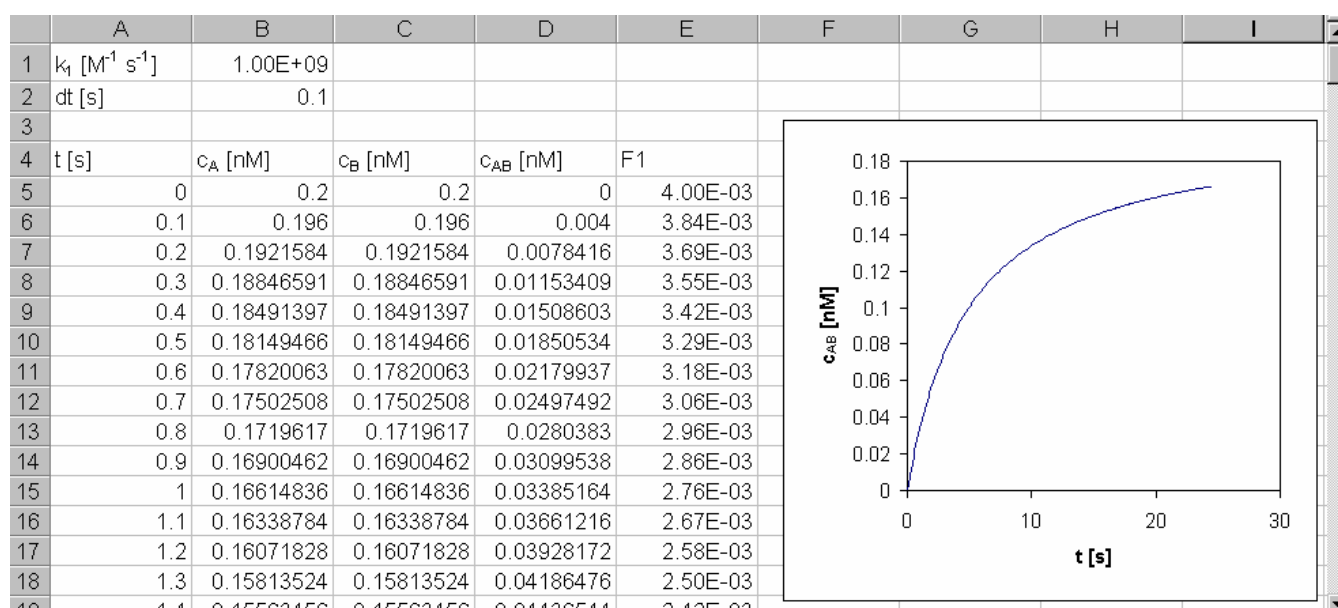 A B C D E F G H I
1 k₁ [M⁻¹ s⁻¹] 1.00E+09
2 dt [s] 0.1
3
4 t [s] c_A [nM] c_B [nM] c_AB [nM] F1
5 0 0.2 0.2 0 4.00E-03
6 0.1 0.196 0.196 0.004 3.84E-03
7 0.2 0.1921584 0.1921584 0.0078416 3.69E-03
8 0.3 0.18846591 0.18846591 0.01153409 3.55E-03
9 0.4 0.18491397 0.18491397 0.01508603 3.42E-03
10 0.5 0.18149466 0.18149466 0.01850534 3.29E-03
11 0.6 0.17820063 0.17820063 0.02179937 3.18E-03
12 0.7 0.17502508 0.17502508 0.02497492 3.06E-03
13 0.8 0.1719617 0.1719617 0.0280383 2.96E-03
14 0.9 0.16900462 0.16900462 0.03099538 2.86E-03
15 1 0.16614836 0.16614836 0.03385164 2.76E-03
16 1.1 0.16338784 0.16338784 0.03661216 2.67E-03
17 1.2 0.16071828 0.16071828 0.03928172 2.58E-03
18 1.3 0.15813524 0.15813524 0.04186476 2.50E-03
0.18
0.16
0.14
0.12
0.1
0.08
0.06
0.04
0.02
0
c_AB [nM]
0 10 20 30
t [s]